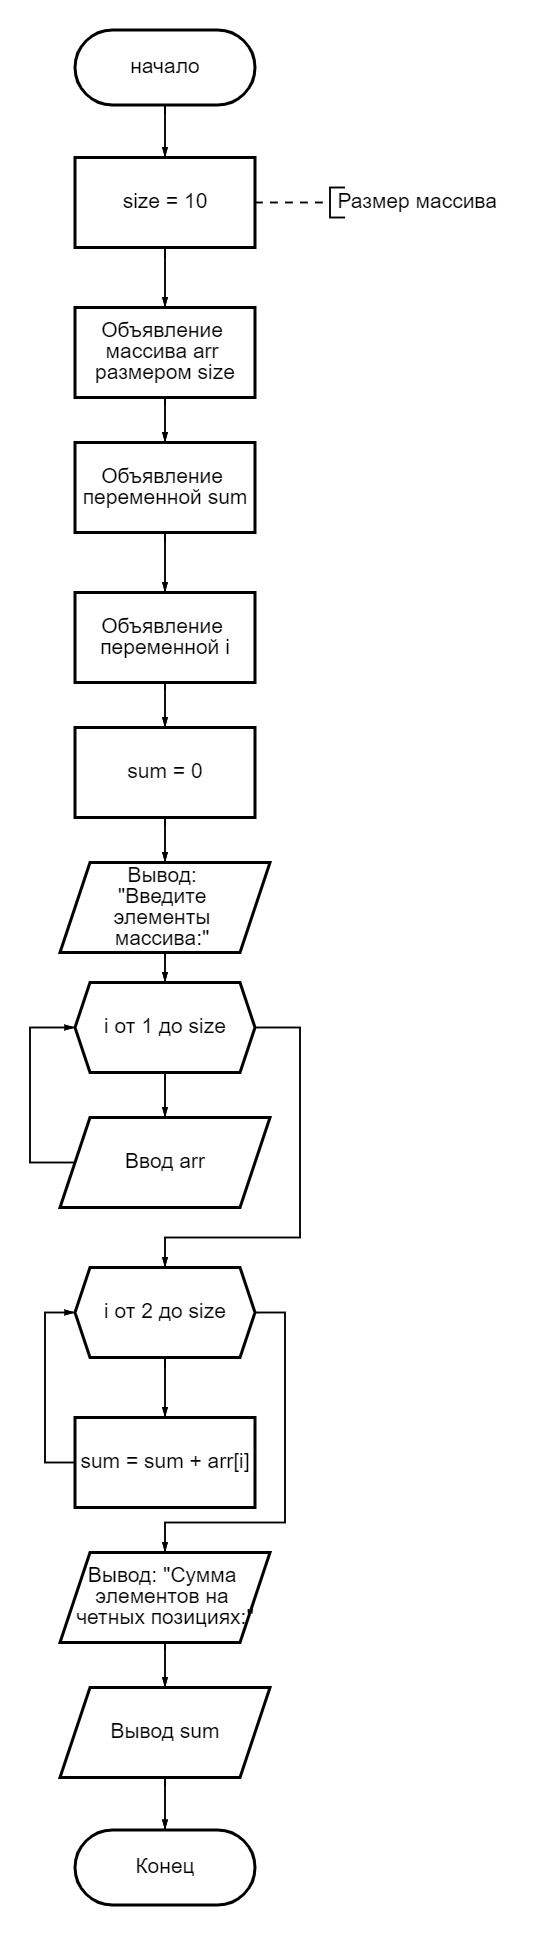 начало
size = 10
Размер массива
Объявление
массива arr
размером size
Объявление
переменной sum
Объявление
переменной i
sum = 0
Вывод:
"Введите
элементы
массива:"
i от 1 до size
Ввод arr
i от 2 до size
sum = sum + arr[i]
Вывод: "Сумма
элементов на
четных позициях:"
Вывод sum
Конец